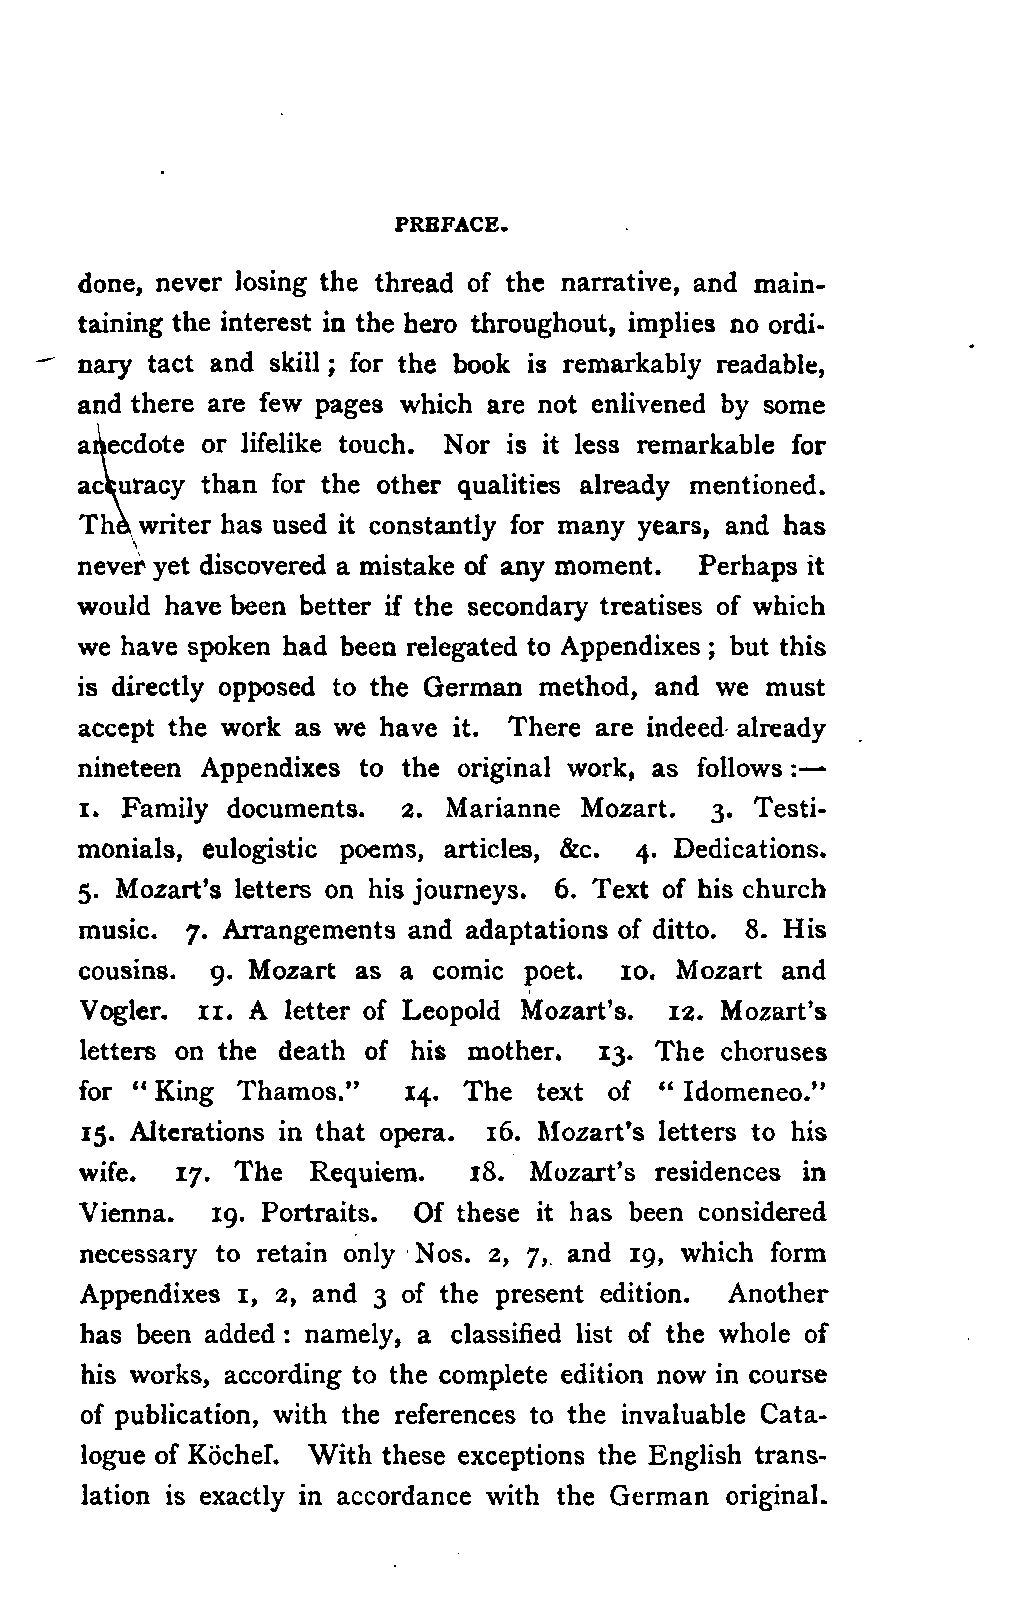 PREFACE.
done, never losing the thread of the narrative, and main-
taining the interest in the hero throughout, implies no ordi-
nary tact and skill; for the book is remarkably readable,
and there are few pages which are not enlivened by some
anecdote or lifelike touch. Nor is it less remarkable for
accuracy than for the other qualities already mentioned.
The writer has used it constantly for many years, and has
never yet discovered a mistake of any moment. Perhaps it
would have been better if the secondary treatises of which
we have spoken had been relegated to Appendixes; but this
is directly opposed to the German method, and we must
accept the work as we have it. There are indeed already
nineteen Appendixes to the original work, as follows:—
1. Family documents. 2. Marianne Mozart. 3. Testi-
monials, eulogistic poems, articles, &c. 4. Dedications.
5. Mozart's letters on his journeys. 6. Text of his church
music. 7. Arrangements and adaptations of ditto. 8. His
cousins. 9. Mozart as a comic poet. 10. Mozart and
Vogler. 11. A letter of Leopold Mozart's. 12. Mozart's
letters on the death of his mother. 13. The choruses
for "King Thamos." 14. The text of "Idomeneo."
15. Alterations in that opera. 16. Mozart's letters to his
wife. 17. The Requiem. 18. Mozart's residences in
Vienna. 19. Portraits. Of these it has been considered
necessary to retain only Nos. 2, 7, and 19, which form
Appendixes 1, 2, and 3 of the present edition. Another
has been added: namely, a classified list of the whole of
his works, according to the complete edition now in course
of publication, with the references to the invaluable Cata-
logue of Köchel. With these exceptions the English trans-
lation is exactly in accordance with the German original.